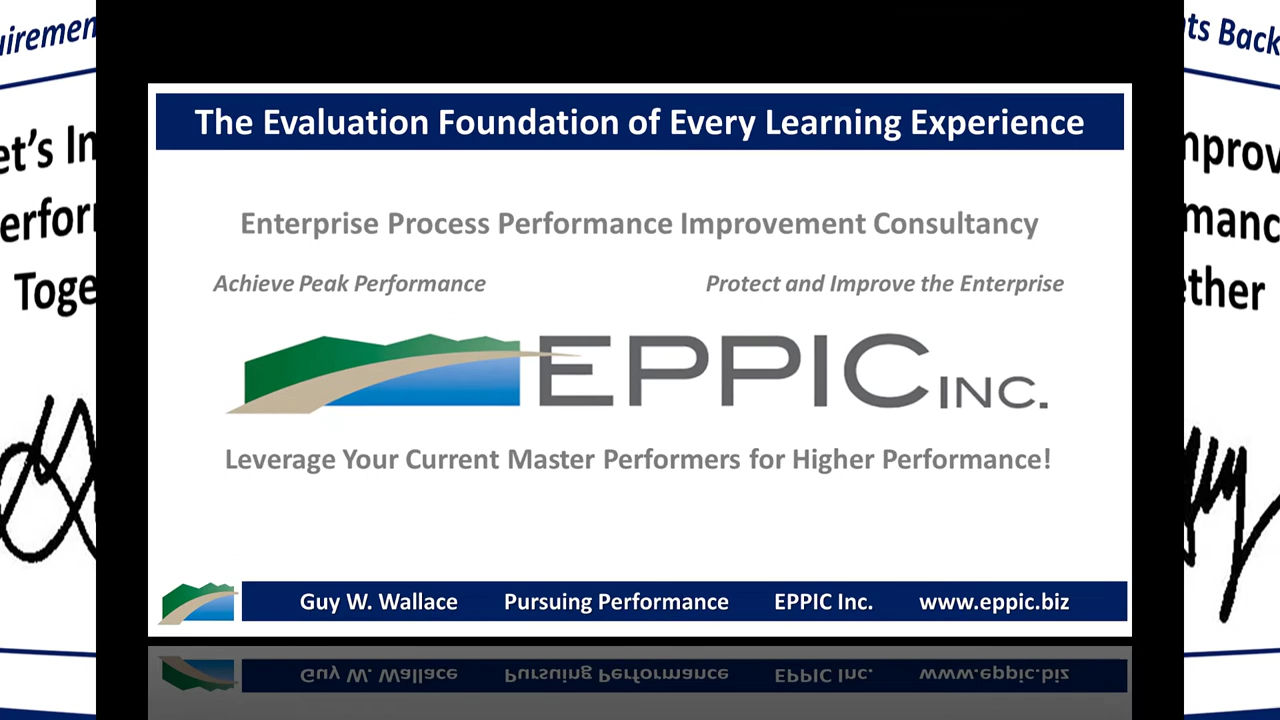 The Evaluation Foundation of Every Learning Experience
Enterprise Process Performance Improvement Consultancy
Achieve Peak Performance
Protect and Improve the Enterprise
EPPIC INC.
Leverage Your Current Master Performers for Higher Performance!
Guy W. Wallace Pursuing Performance EPPIC Inc. www.eppic.biz